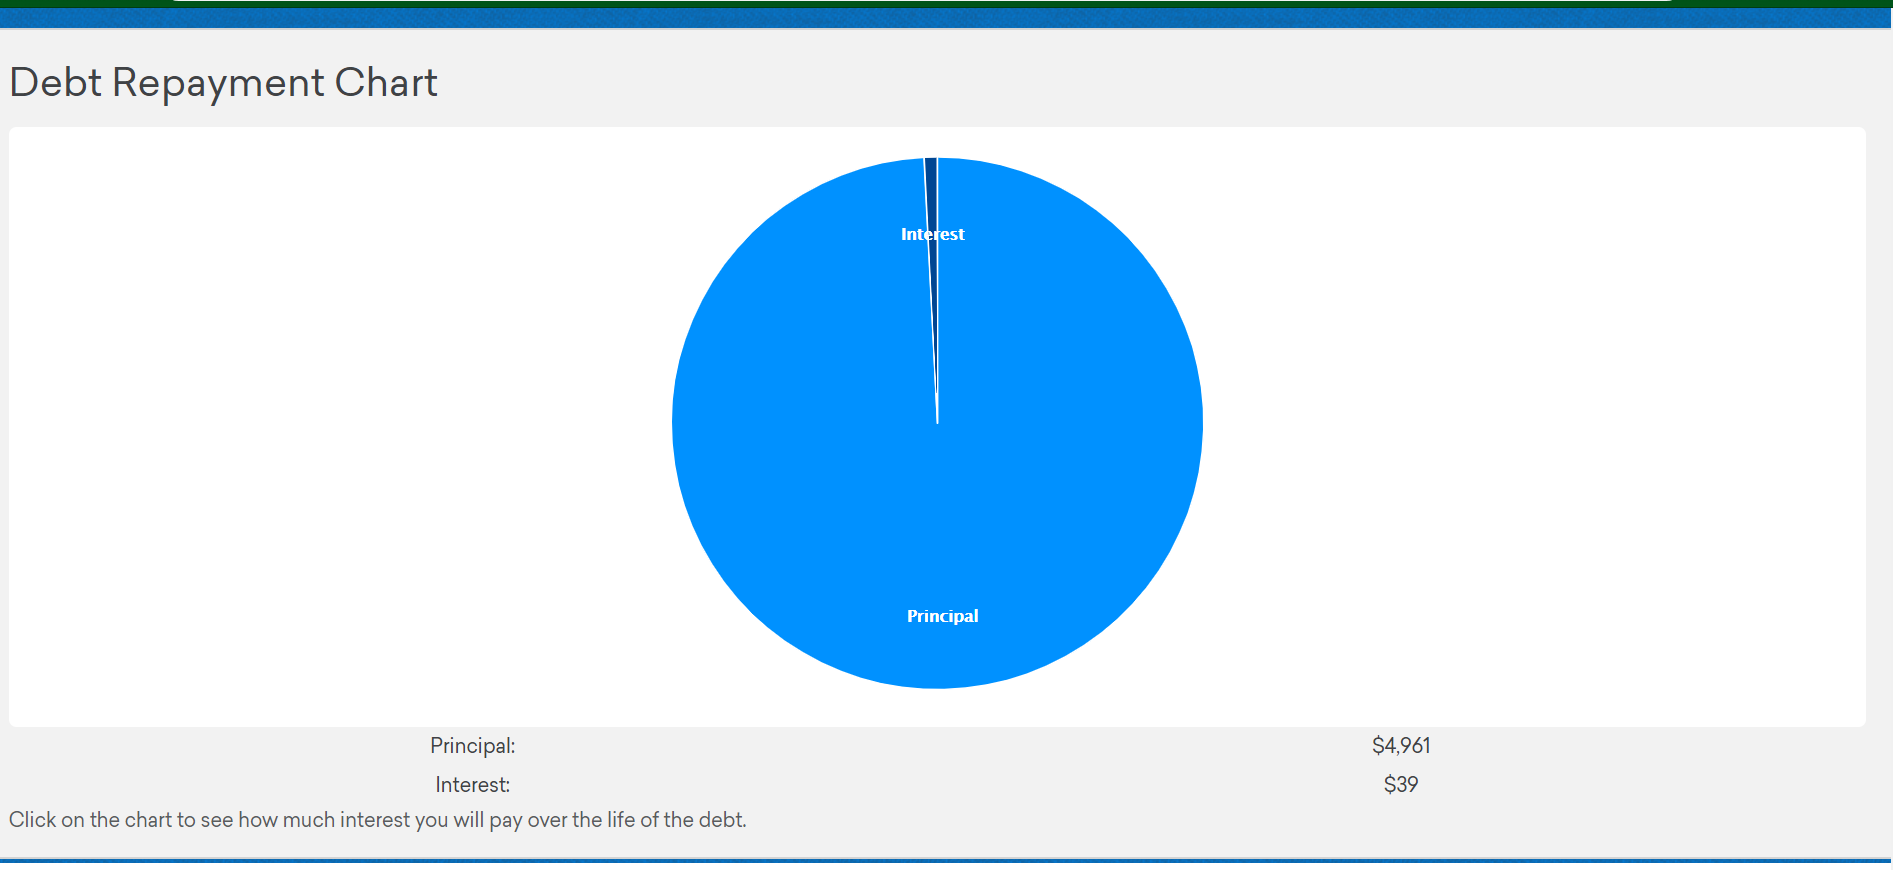 Debt Repayment Chart
Interest
Principal
Principal: $4,961
Interest: $39
Click on the chart to see how much interest you will pay over the life of the debt.